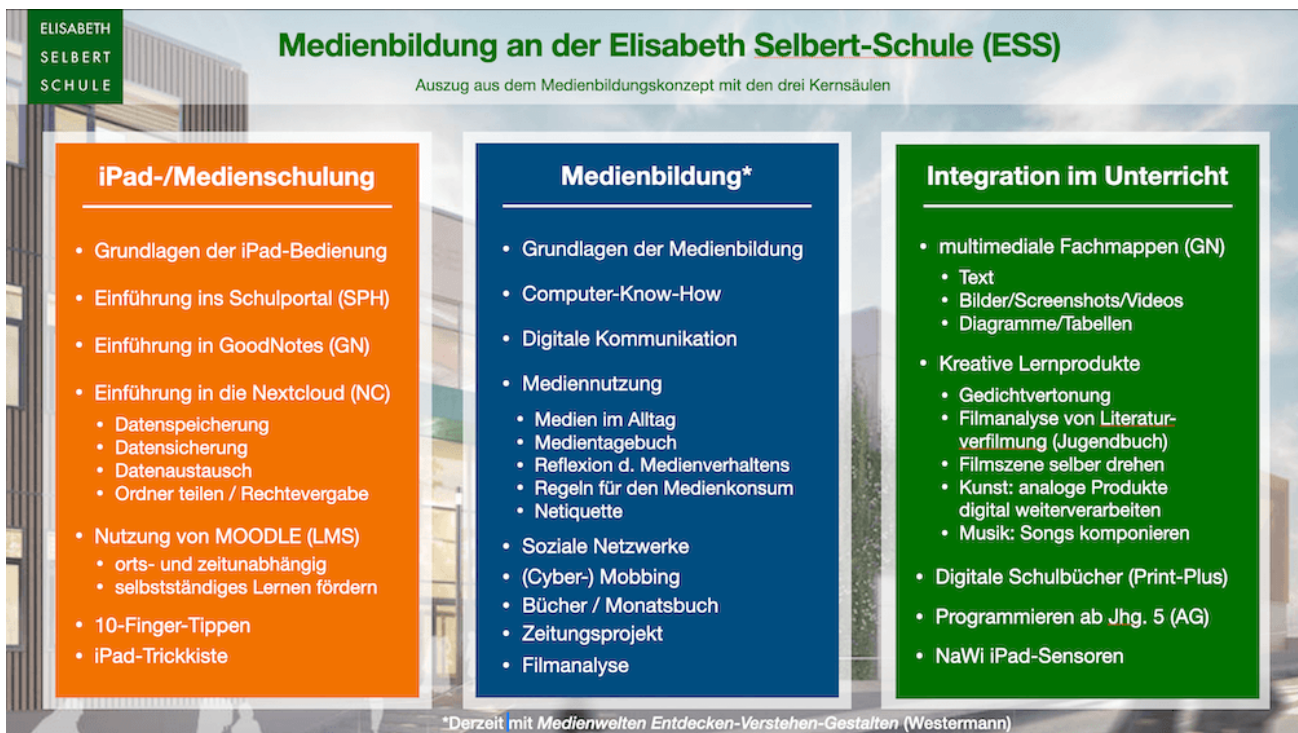 ELISABETH
SELBERT
SCHULE
Medienbildung an der Elisabeth Selbert-Schule (ESS)
Auszug aus dem Medienbildungskonzept mit den drei Kernsäulen
iPad-/Medienschulung
• Grundlagen der iPad-Bedienung
• Einführung ins Schulportal (SPH)
• Einführung in GoodNotes (GN)
• Einführung in die Nextcloud (NC)
• Datenspeicherung
• Datensicherung
• Datenaustausch
• Ordner teilen / Rechtevergabe
• Nutzung von MOODLE (LMS)
• orts- und zeitunabhängig
• selbstständiges Lernen fördern
• 10-Finger-Tippen
• iPad-Trickkiste
Medienbildung*
• Grundlagen der Medienbildung
• Computer-Know-How
• Digitale Kommunikation
• Mediennutzung
• Medien im Alltag
• Medientagebuch
• Reflexion d. Medienverhaltens
• Regeln für den Medienkonsum
• Netiquette
• Soziale Netzwerke
• (Cyber-) Mobbing
• Bücher / Monatsbuch
• Zeitungsprojekt
• Filmanalyse
Integration im Unterricht
• multimediale Fachmappen (GN)
• Text
• Bilder/Screenshots/Videos
• Diagramme/Tabellen
• Kreative Lernprodukte
• Gedichtvertonung
• Filmanalyse von Literatur-
verfilmung (Jugendbuch)
• Filmszene selber drehen
• Kunst: analoge Produkte
digital weiterverarbeiten
• Musik: Songs komponieren
• Digitale Schulbücher (Print-Plus)
• Programmieren ab Jhg. 5 (AG)
• NaWi iPad-Sensoren
*Derzeit mit Medienwelten Entdecken-Verstehen-Gestalten (Westermann)